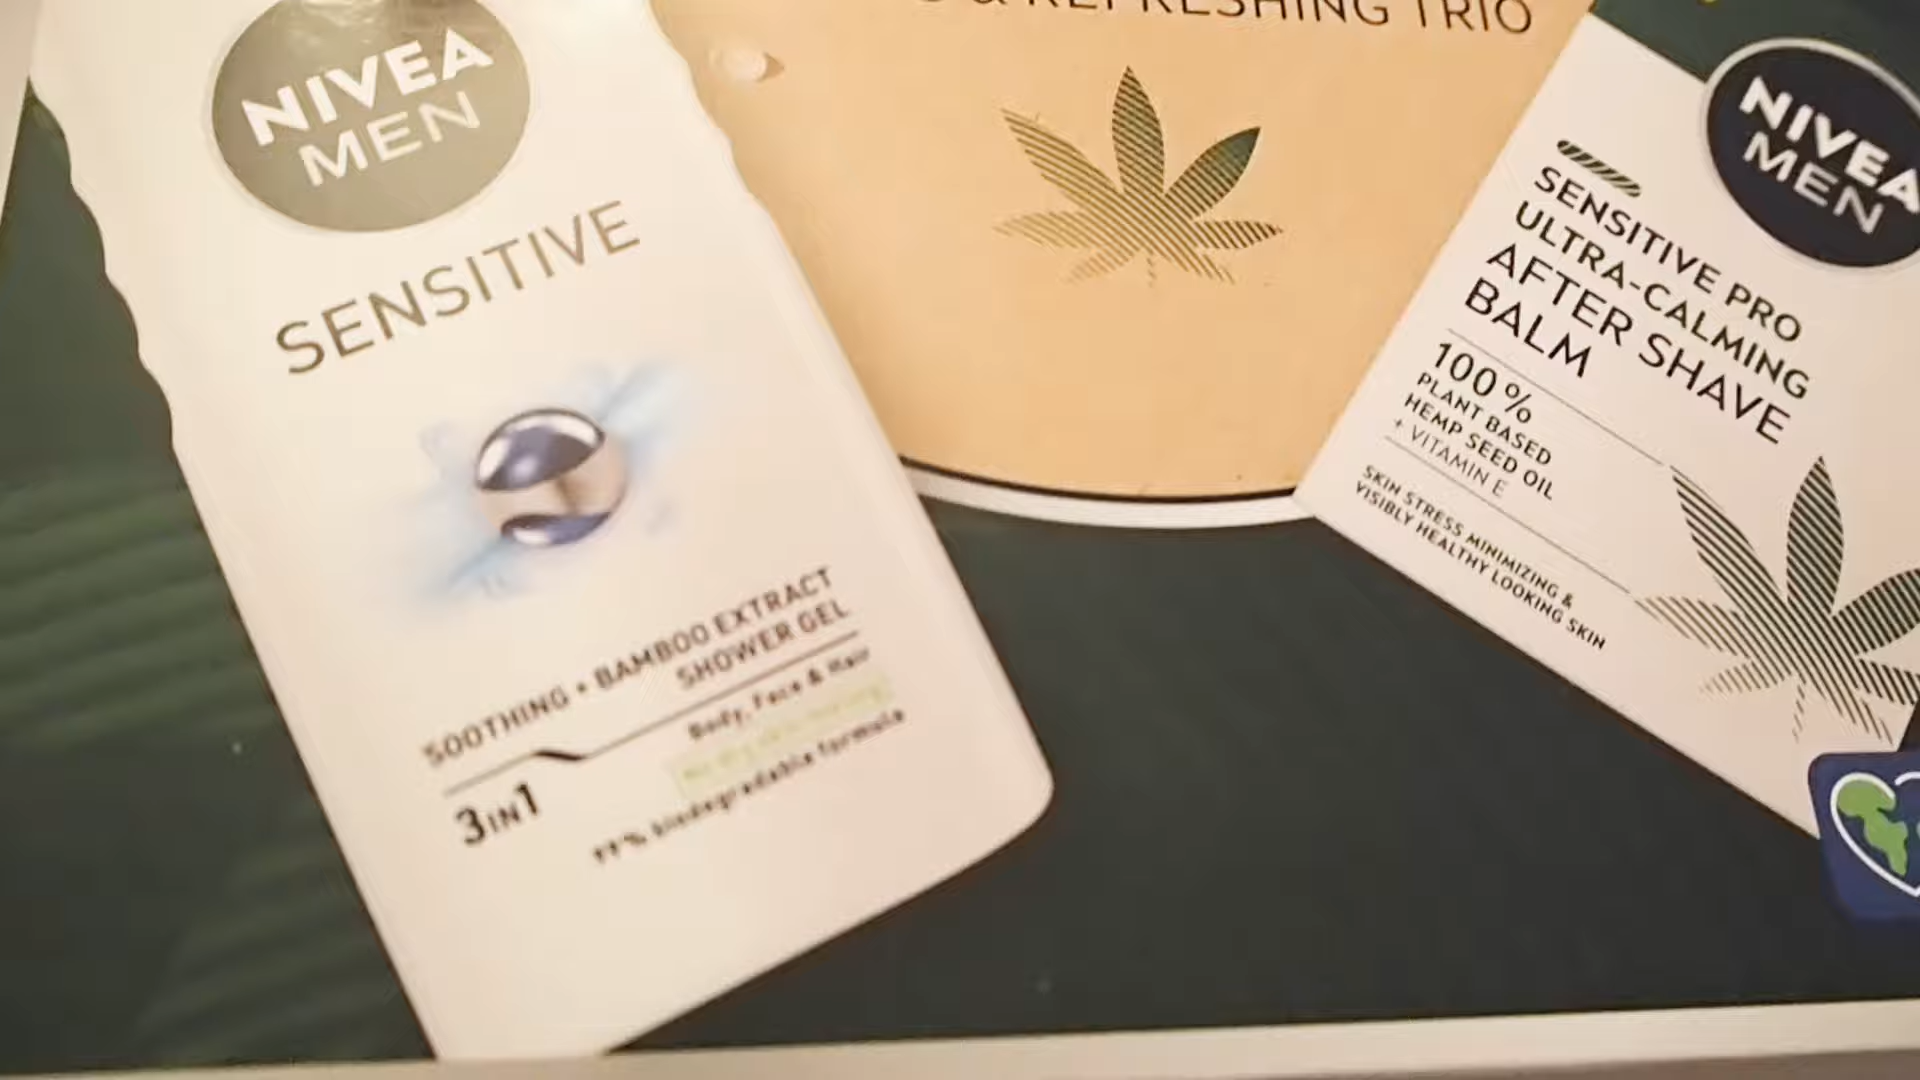 NIVEA
MEN
SENSITIVE
SOOTHING • BAMBOO EXTRACT
SHOWER GEL
3IN1
Body, Face & Hair
biodegradable formula
& REFRESHING TRIO
NIVEA
MEN
SENSITIVE PRO
ULTRA-CALMING
AFTER SHAVE
BALM
100%
PLANT BASED
HEMP SEED OIL
+ VITAMIN E
SKIN STRESS MINIMIZING &
VISIBLY HEALTHY LOOKING SKIN